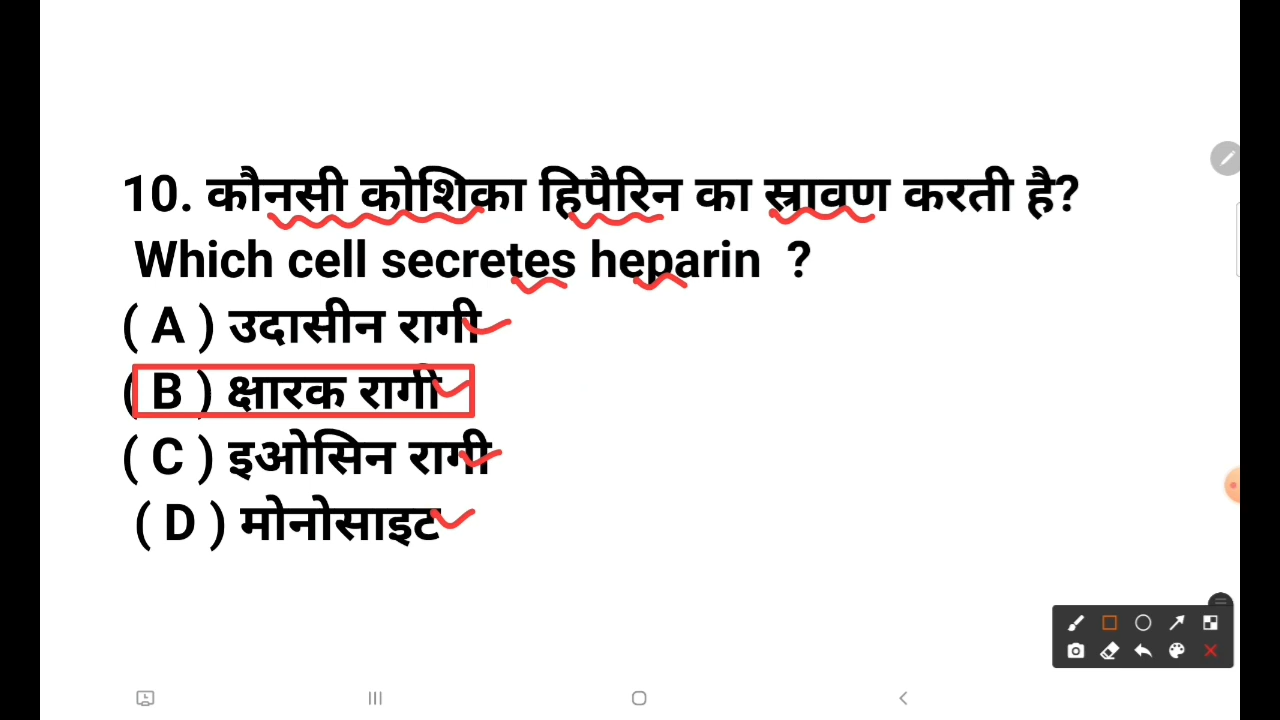 10. कौनसी कोशिका हिपैरिन का स्रावण करती है?
Which cell secretes heparin ?
( A ) उदासीन रागी
( B ) क्षारक रागी
( C ) इओसिन रागी
( D ) मोनोसाइट